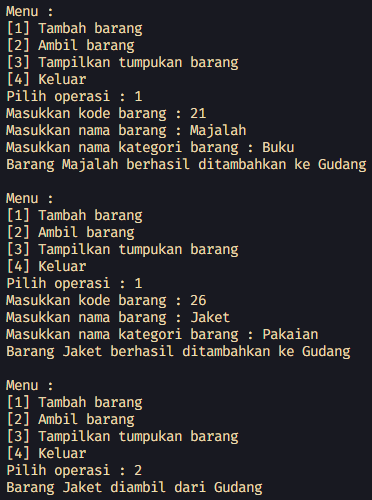 Menu :
[1] Tambah barang
[2] Ambil barang
[3] Tampilkan tumpukan barang
[4] Keluar
Pilih operasi : 1
Masukkan kode barang : 21
Masukkan nama barang : Majalah
Masukkan nama kategori barang : Buku
Barang Majalah berhasil ditambahkan ke Gudang

Menu :
[1] Tambah barang
[2] Ambil barang
[3] Tampilkan tumpukan barang
[4] Keluar
Pilih operasi : 1
Masukkan kode barang : 26
Masukkan nama barang : Jaket
Masukkan nama kategori barang : Pakaian
Barang Jaket berhasil ditambahkan ke Gudang

Menu :
[1] Tambah barang
[2] Ambil barang
[3] Tampilkan tumpukan barang
[4] Keluar
Pilih operasi : 2
Barang Jaket diambil dari Gudang